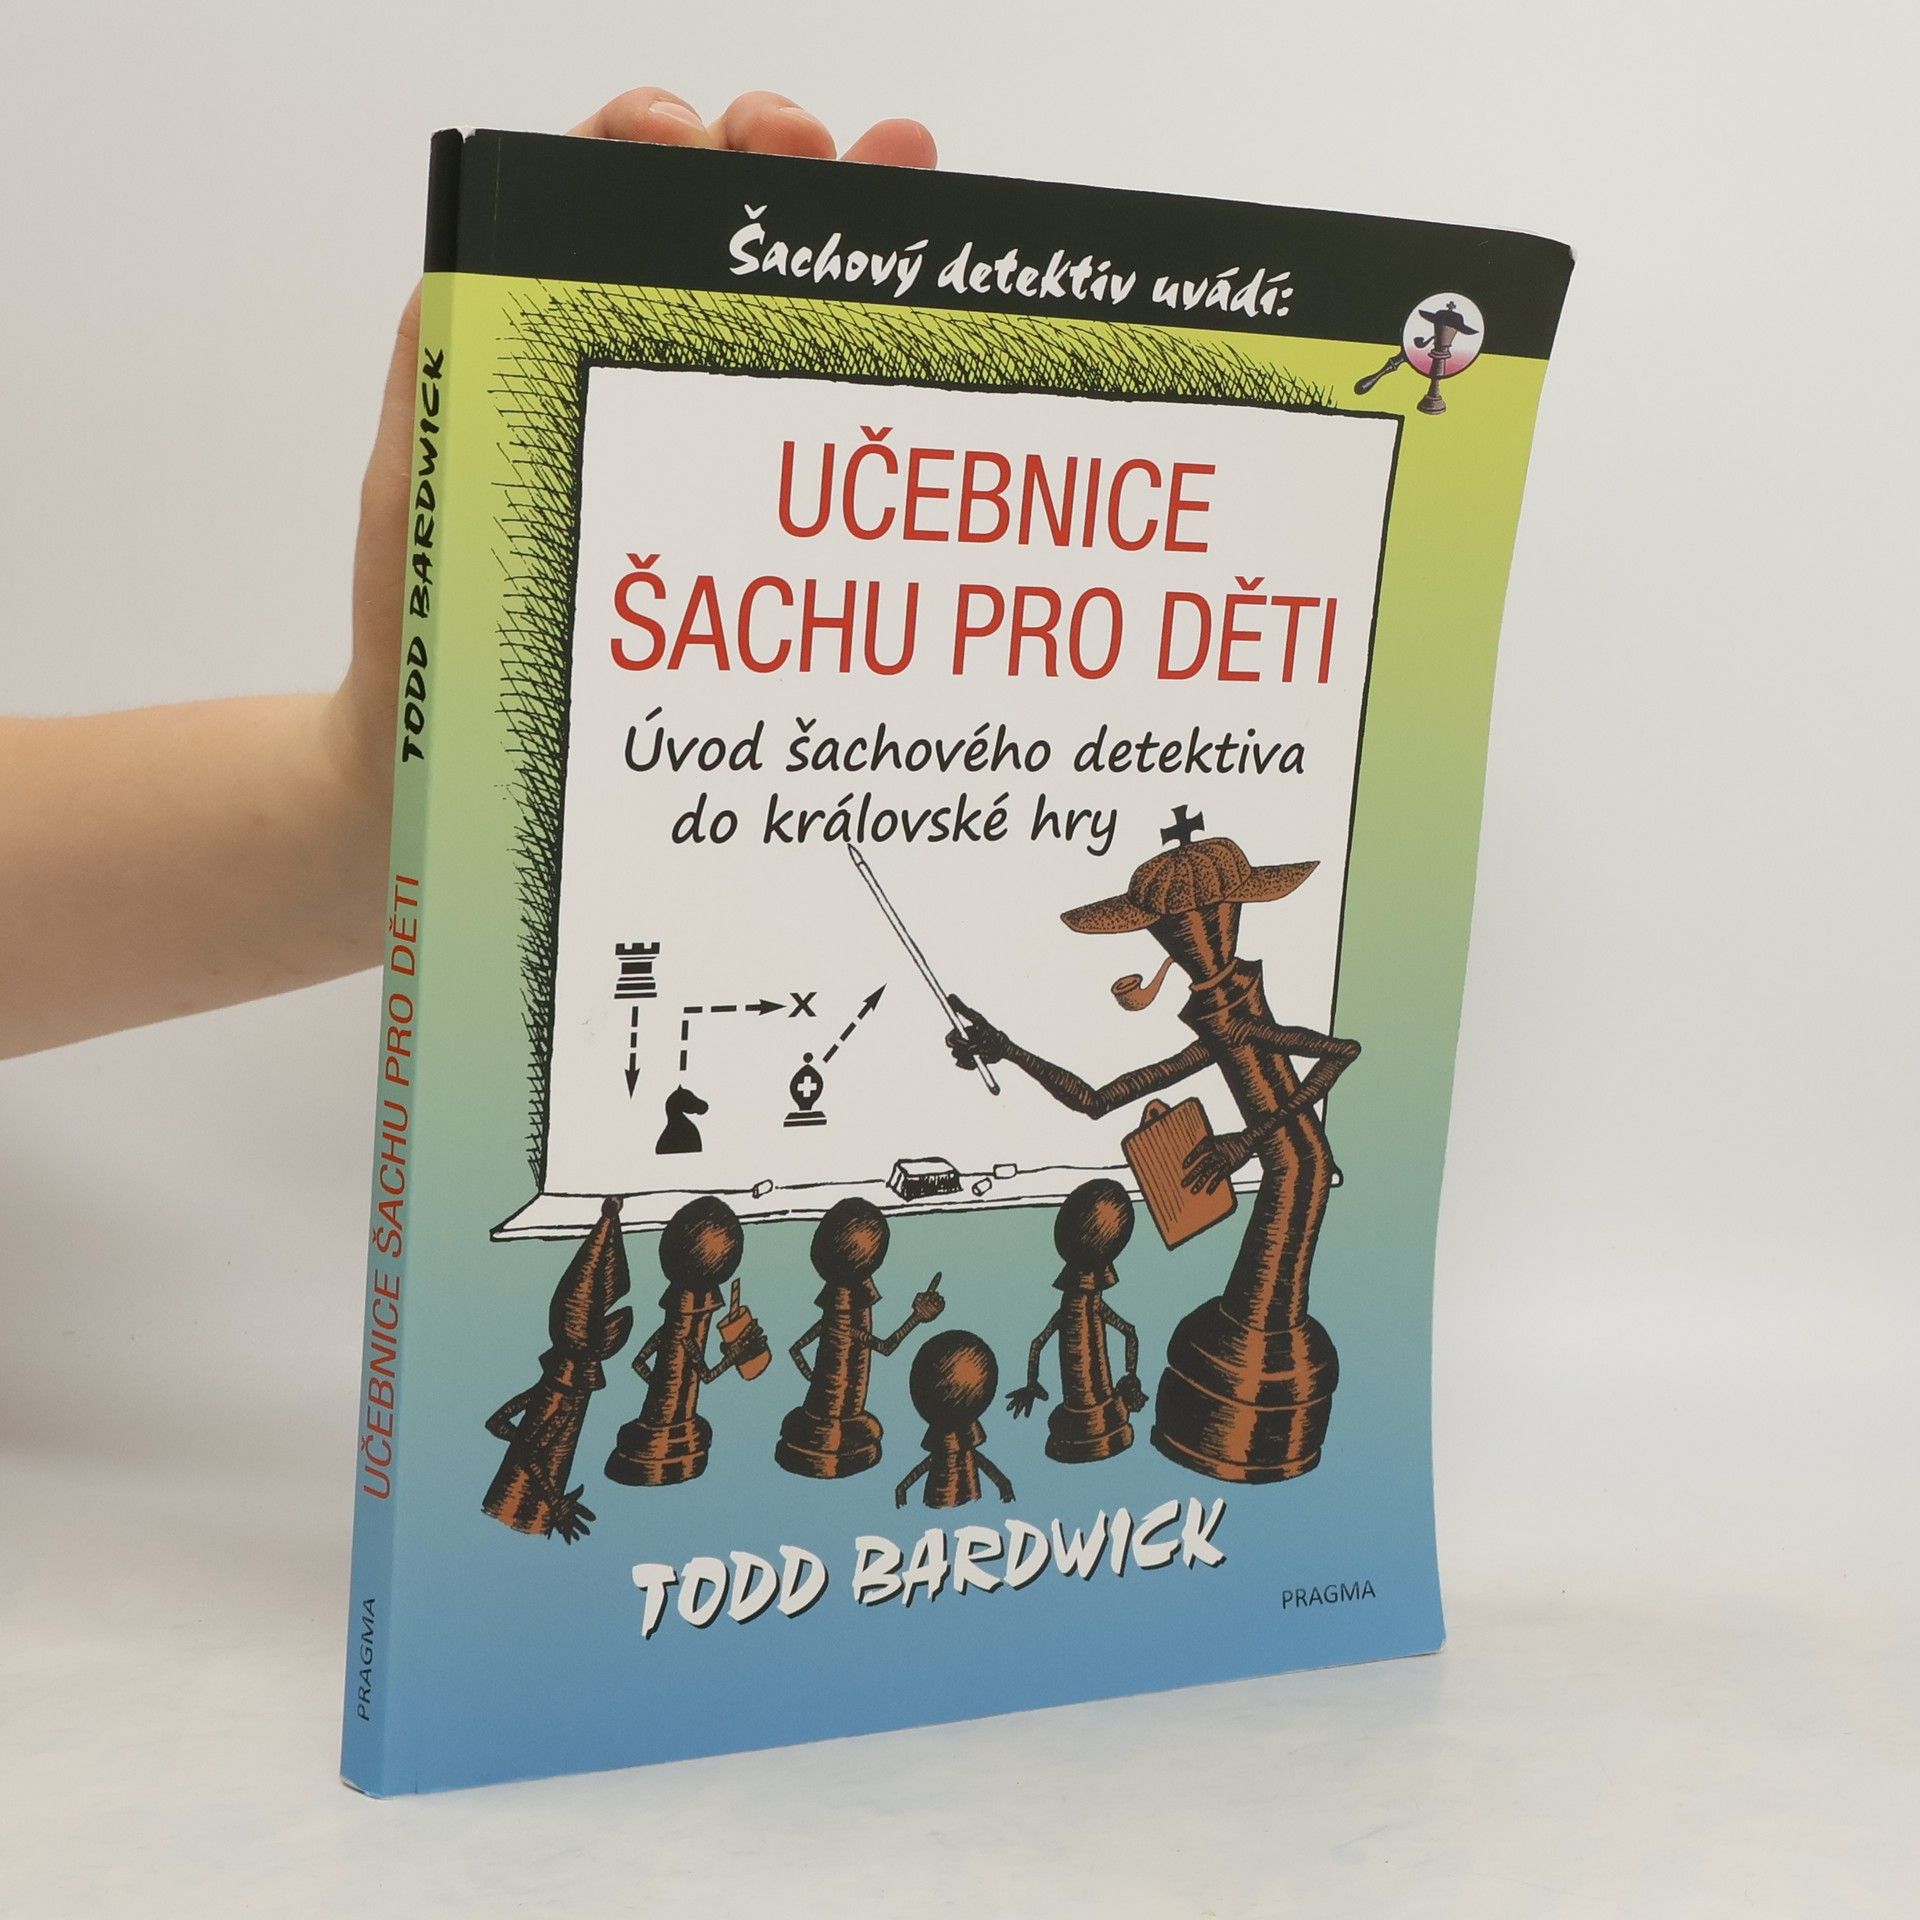 Šachový detektiv uvádí:
UČEBNICE
ŠACHU PRO DĚTI
Úvod šachového detektiva
do královské hry
X
TODD BARDWICK
PRAGMA
TODD BARDWICK
UČEBNICE ŠACHU PRO DĚTI
PRAGMA